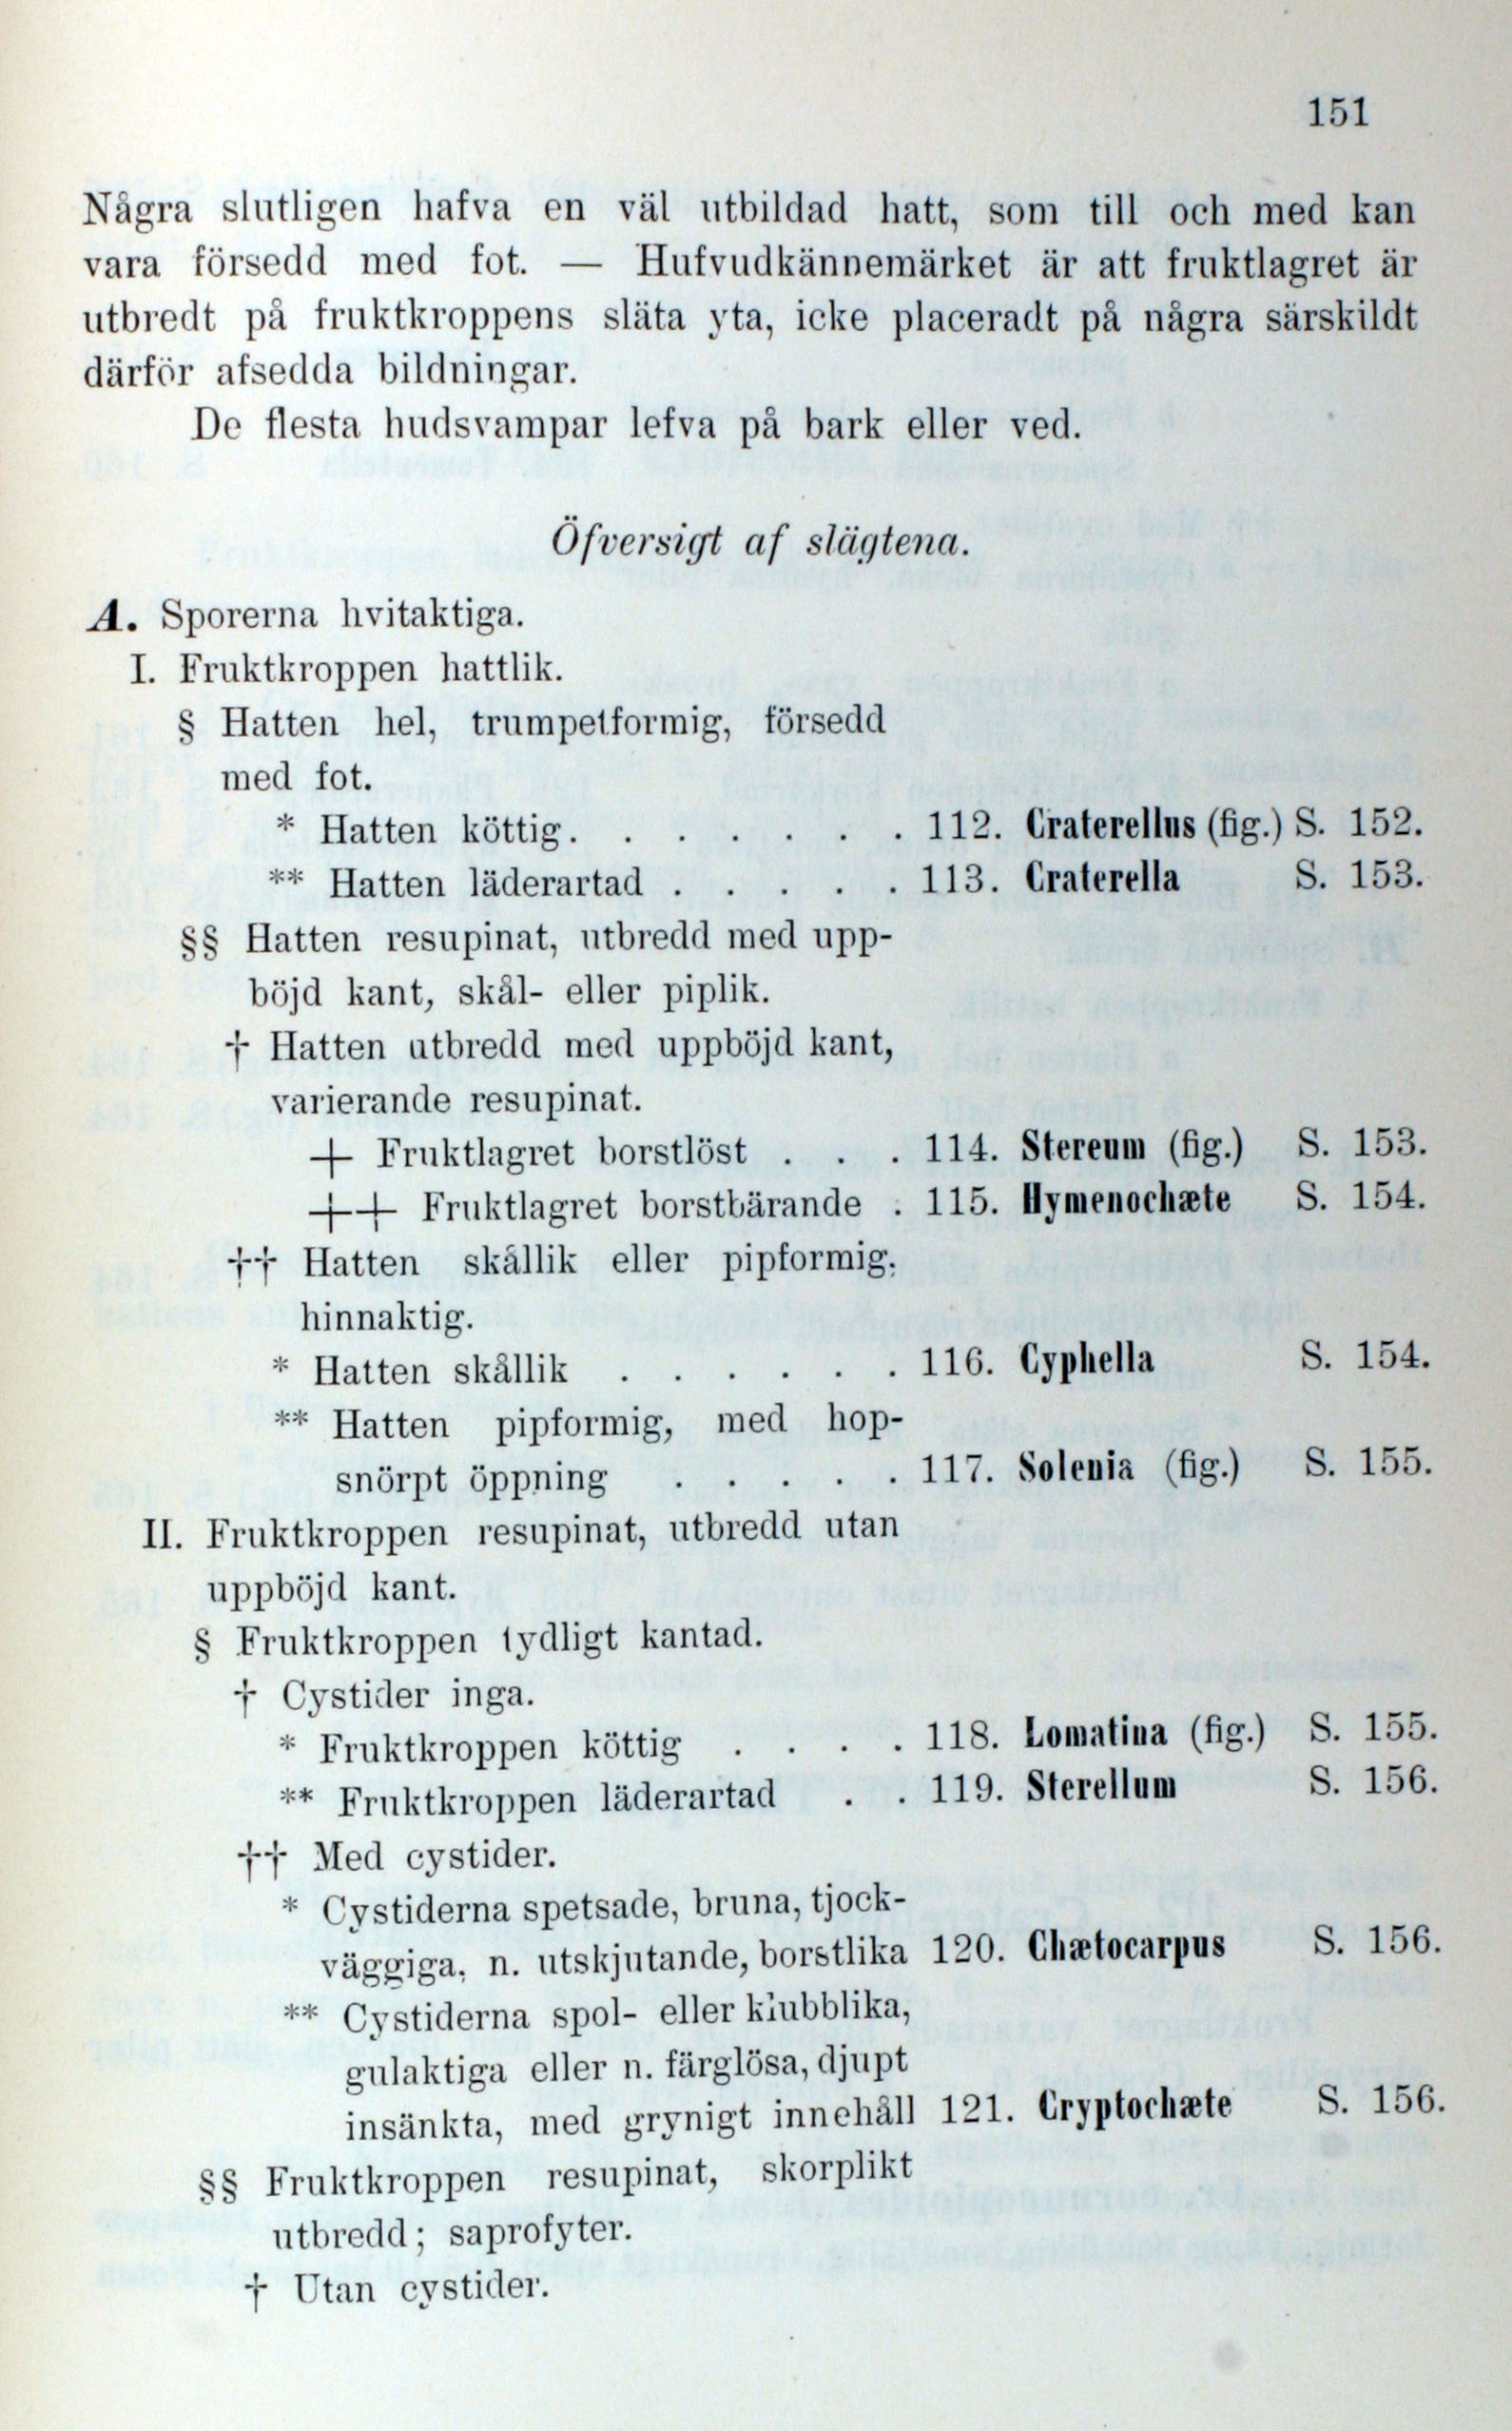 151
Några slutligen hafva en väl utbildad hatt, som till och med kan
vara försedd med fot. — Hufvudkännemärket är att fruktlagret är
utbredt på fruktkroppens släta yta, icke placeradt på några särskildt
därför afsedda bildningar.
De flesta hudsvampar lefva på bark eller ved.
Öfversigt af slägtena.
A. Sporerna hvitaktiga.
I. Fruktkroppen hattlik.
§ Hatten hel, trumpetformig, försedd
med fot.
* Hatten köttig. . . . . . . 112. Craterellus (fig.) S. 152.
** Hatten läderartad . . . . . 113. Craterella S. 153.
§§ Hatten resupinat, utbredd med upp-
böjd kant, skål- eller piplik.
† Hatten utbredd med uppböjd kant,
varierande resupinat.
+ Fruktlagret borstlöst . . . 114. Stereum (fig.) S. 153.
++ Fruktlagret borstbärande . 115. Hymenochæte S. 154.
†† Hatten skållik eller pipformig,
hinnaktig.
* Hatten skållik . . . . . . 116. Cyphella S. 154.
** Hatten pipformig, med hop-
snörpt öppning . . . . . 117. Solenia (fig.) S. 155.
II. Fruktkroppen resupinat, utbredd utan
uppböjd kant.
§ Fruktkroppen tydligt kantad.
† Cystider inga.
* Fruktkroppen köttig . . . . 118. Lomatina (fig.) S. 155.
** Fruktkroppen läderartad . . 119. Sterellum S. 156.
†† Med cystider.
* Cystiderna spetsade, bruna, tjock-
väggiga, n. utskjutande, borstlika 120. Chætocarpus S. 156.
** Cystiderna spol- eller klubblika,
gulaktiga eller n. färglösa, djupt
insänkta, med grynigt innehåll 121. Cryptochæte S. 156.
§§ Fruktkroppen resupinat, skorplikt
utbredd; saprofyter.
† Utan cystider.